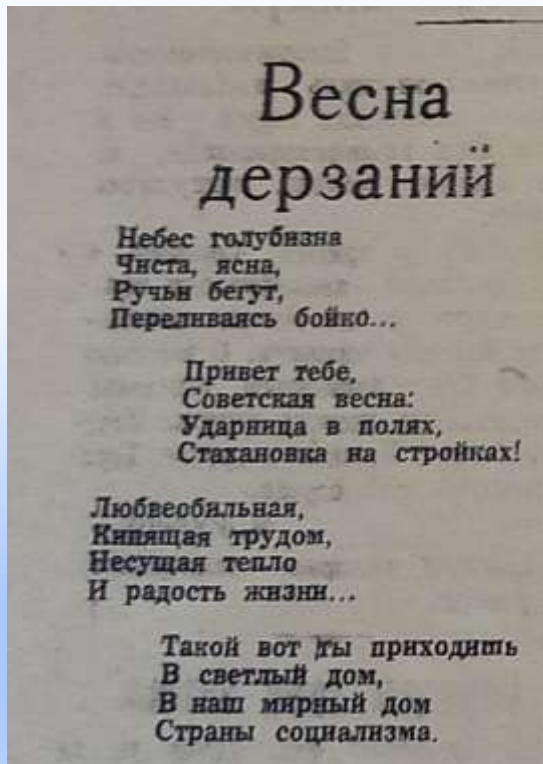 Весна
дерзаний
Небес голубизна
Чиста, ясна,
Ручьи бегут,
Переливаясь бойко...
Привет тебе,
Советская весна:
Ударница в полях,
Стахановка на стройках!
Любвеобильная,
Кипящая трудом,
Несущая тепло
И радость жизни...
Такой вот ты приходишь
В светлый дом,
В наш мирный дом
Страны социализма.